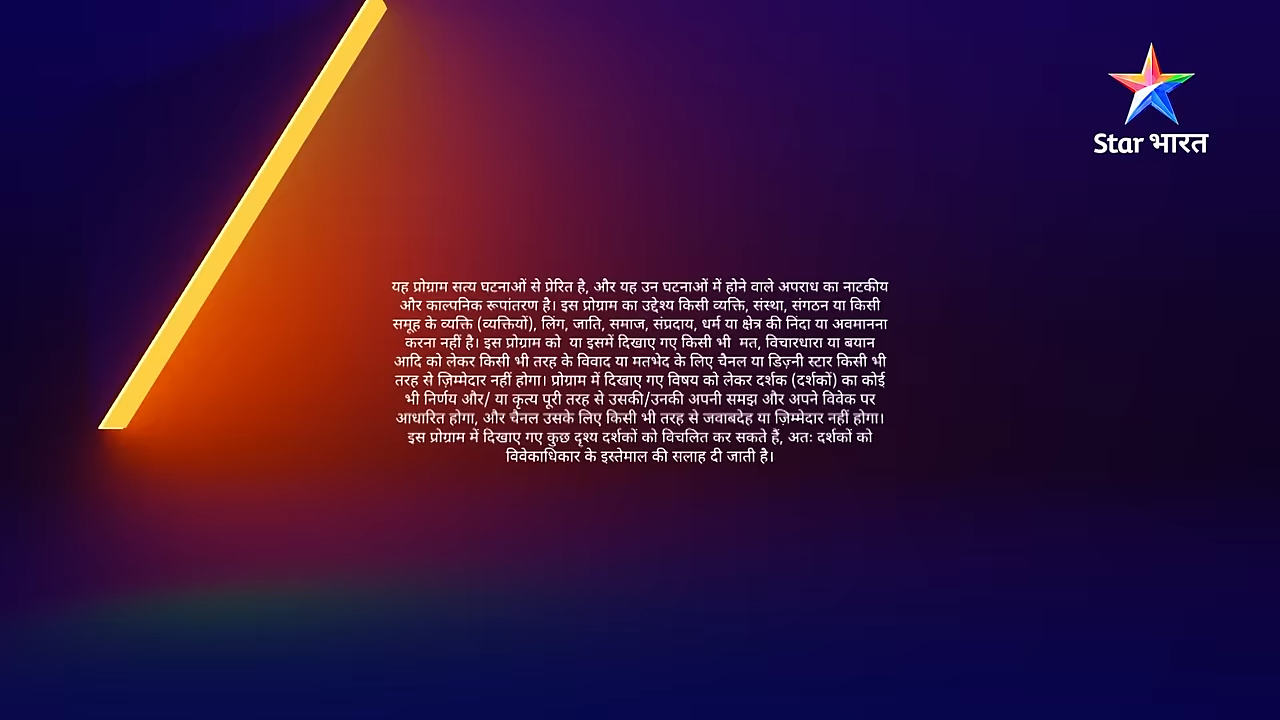 Star भारत
यह प्रोग्राम सत्य घटनाओं से प्रेरित है, और यह उन घटनाओं में होने वाले अपराध का नाटकीय
और काल्पनिक रूपांतरण है। इस प्रोग्राम का उद्देश्य किसी व्यक्ति, संस्था, संगठन या किसी
समूह के व्यक्ति (व्यक्तियों), लिंग, जाति, समाज, संप्रदाय, धर्म या क्षेत्र की निंदा या अवमानना
करना नहीं है। इस प्रोग्राम को या इसमें दिखाए गए किसी भी मत, विचारधारा या बयान
आदि को लेकर किसी भी तरह के विवाद या मतभेद के लिए चैनल या डिज़्नी स्टार किसी भी
तरह से ज़िम्मेदार नहीं होगा। प्रोग्राम में दिखाए गए विषय को लेकर दर्शक (दर्शकों) का कोई
भी निर्णय और/ या कृत्य पूरी तरह से उसकी/उनकी अपनी समझ और अपने विवेक पर
आधारित होगा, और चैनल उसके लिए किसी भी तरह से जवाबदेह या ज़िम्मेदार नहीं होगा।
इस प्रोग्राम में दिखाए गए कुछ दृश्य दर्शकों को विचलित कर सकते हैं, अतः दर्शकों को
विवेकाधिकार के इस्तेमाल की सलाह दी जाती है।